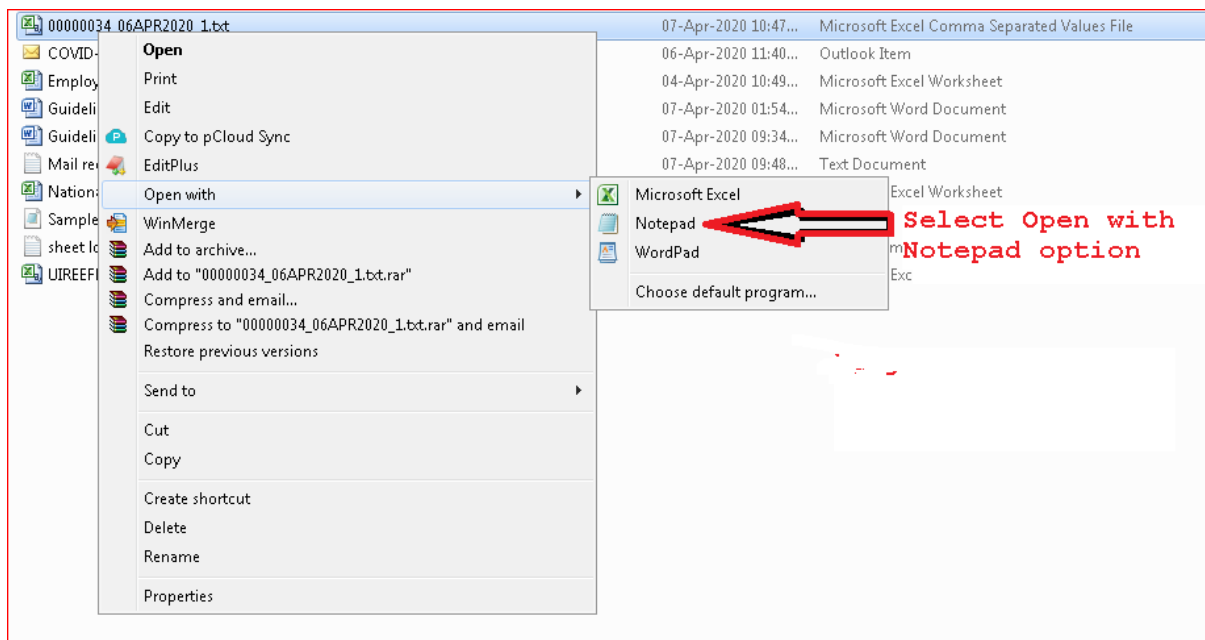 00000034_06APR2020_1.txt 07-Apr-2020 10:47... Microsoft Excel Comma Separated Values File
COVID- 06-Apr-2020 11:40... Outlook Item
Employ 04-Apr-2020 10:49... Microsoft Excel Worksheet
Guideli 07-Apr-2020 01:54... Microsoft Word Document
Guideli 07-Apr-2020 09:34... Microsoft Word Document
Mail re 07-Apr-2020 09:48... Text Document
Nation Excel Worksheet
Sample
sheet lo
UIREEF Exc
Open
Print
Edit
Copy to pCloud Sync
EditPlus
Open with
WinMerge
Add to archive...
Add to "00000034_06APR2020_1.txt.rar"
Compress and email...
Compress to "00000034_06APR2020_1.txt.rar" and email
Restore previous versions
Send to
Cut
Copy
Create shortcut
Delete
Rename
Properties
Microsoft Excel
Notepad
WordPad
Choose default program...
Select Open with
Notepad option